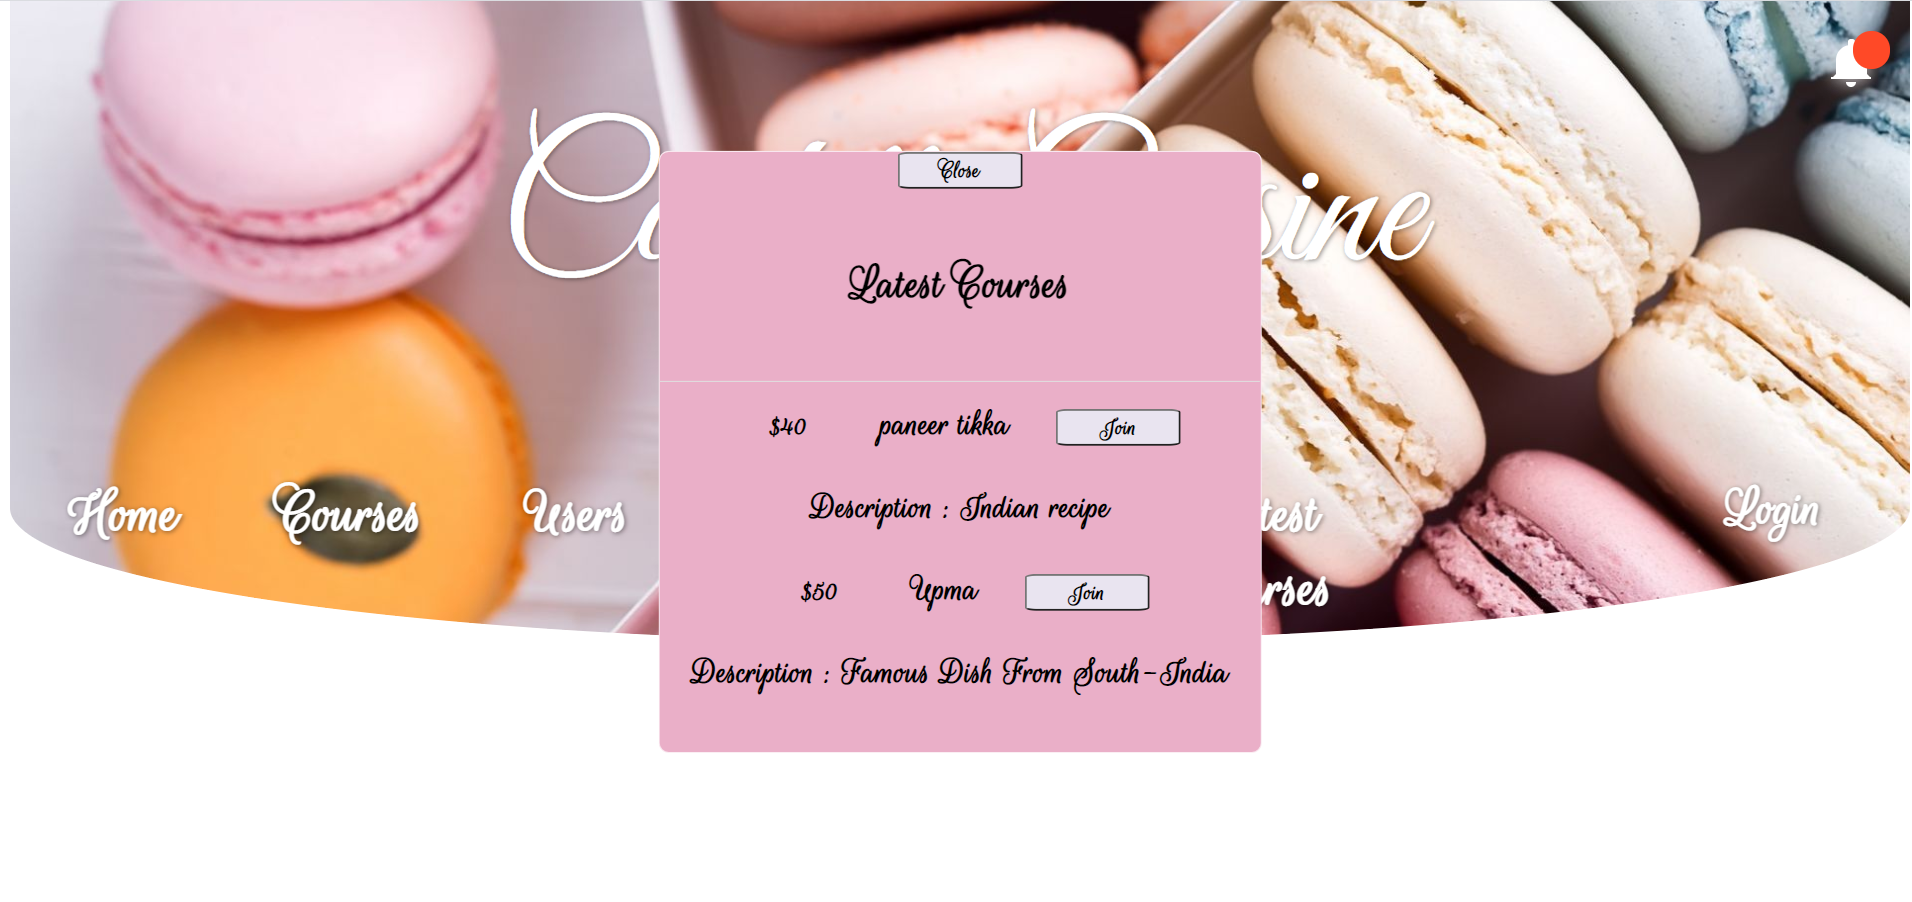 Close
Latest Courses
$40 paneer tikka Join
Description : Indian recipe
$50 Upma Join
Description : Famous Dish From South-India
Home Courses Users Login